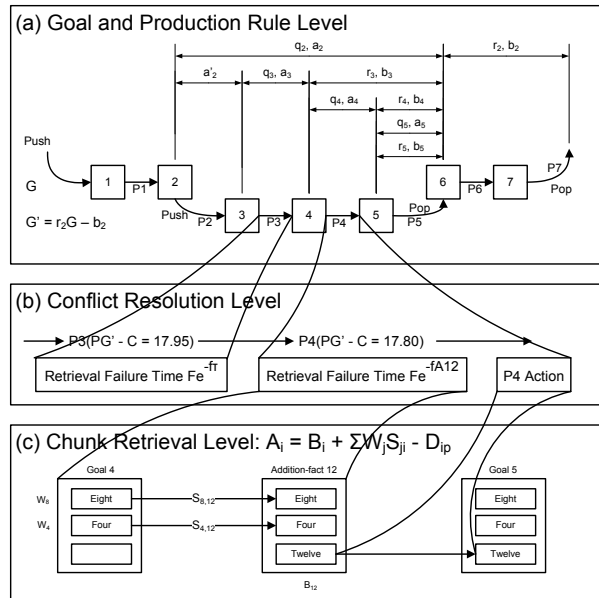 (a) Goal and Production Rule Level
q2, a2 r2, b2
a'2 q3, a3 r3, b3
q4, a4 r4, b4
q5, a5
r5, b5
Push
G 1 P1 2 6 P6 7 P7
Pop
Push P2 3 P3 4 P4 5 Pop
P5
G' = r2G – b2
(b) Conflict Resolution Level
P3(PG' - C = 17.95) P4(PG' - C = 17.80)
Retrieval Failure Time Fe^-fτ Retrieval Failure Time Fe^-fA12 P4 Action
(c) Chunk Retrieval Level: Ai = Bi + ΣWjSji - Dip
Goal 4 Addition-fact 12 Goal 5
W8 Eight S8,12 Eight Eight
W4 Four S4,12 Four Four
Twelve Twelve
B12